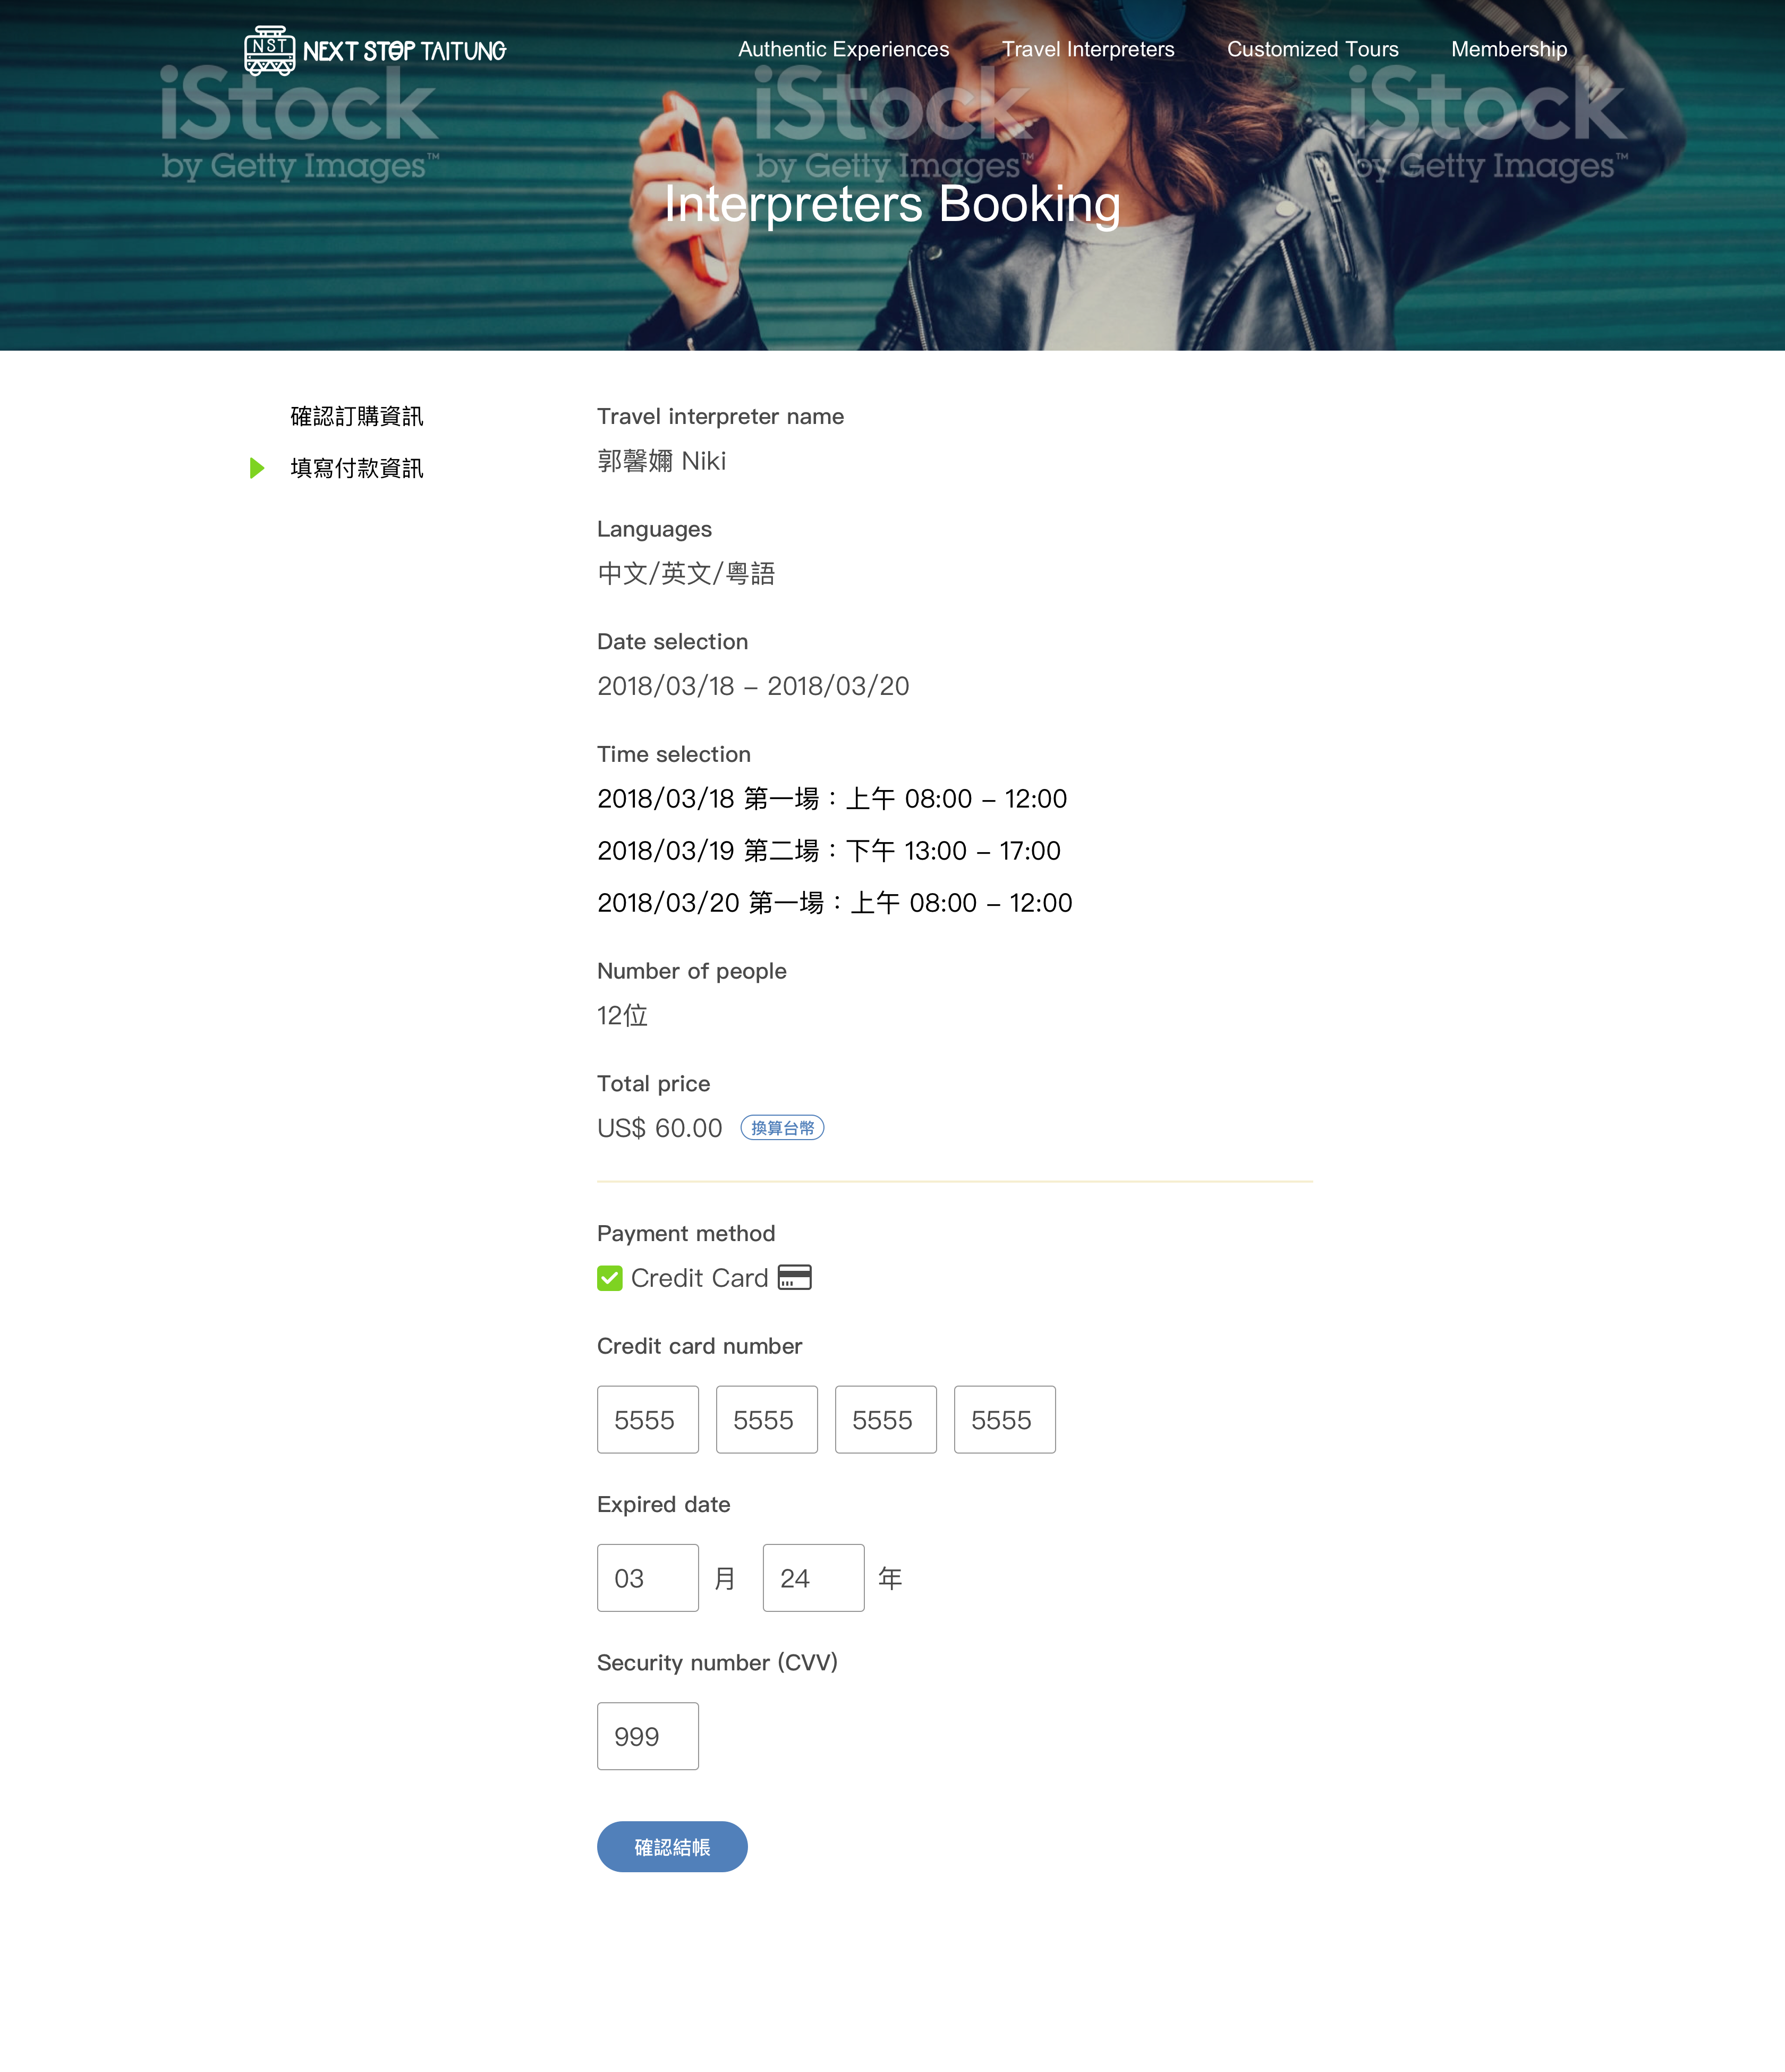 NST NEXT STOP TAITUNG
Authentic Experiences
Travel Interpreters
Customized Tours
Membership
iStock
by Getty Images™
iStock
by Getty Images™
iStock
by Getty Images™
Interpreters Booking
確認訂購資訊
填寫付款資訊
Travel interpreter name
郭馨嬭 Niki
Languages
中文/英文/粵語
Date selection
2018/03/18 – 2018/03/20
Time selection
2018/03/18 第一場：上午 08:00 – 12:00
2018/03/19 第二場：下午 13:00 – 17:00
2018/03/20 第一場：上午 08:00 – 12:00
Number of people
12位
Total price
US$ 60.00 換算台幣
Payment method
Credit Card
Credit card number
5555 5555 5555 5555
Expired date
03 月 24 年
Security number (CVV)
999
確認結帳